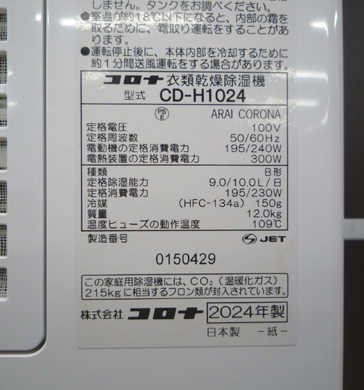 しません。タンクをお調べください。
●室温が約18℃以下になると、内部の霜を
取るために、霜取り運転をすることがあ
ります。
●運転停止後に、本体内部を冷却するために
約1分間送風運転をすることがあります。
コロナ衣類乾燥除湿機
型式 CD-H1024
PSE ARAI CORONA
定格電圧 100V
定格周波数 50/60Hz
電動機の定格消費電力 195/240W
電熱装置の定格消費電力 300W
種類 日形
定格除湿能力 9.0/10.0L/日
定格消費電力 195/230W
冷媒 (HFC-134a) 150g
質量 12.0kg
温度ヒューズの動作温度 109℃
製造番号 JET
0150429
この家庭用除湿機には、CO₂(温暖化ガス)
215kgに相当するフロン類が封入されています。
株式会社 コロナ 2024年製
日本製 -紙-